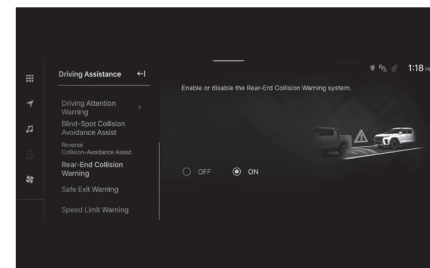 1:18
Driving Assistance
Enable or disable the Rear-End Collision Warning system.
Driving Attention
Warning
Blind-Spot Collision
Avoidance Assist
Reverse
Collision-Avoidance Assist
Rear-End Collision
Warning
OFF
ON
Safe Exit Warning
Speed Limit Warning